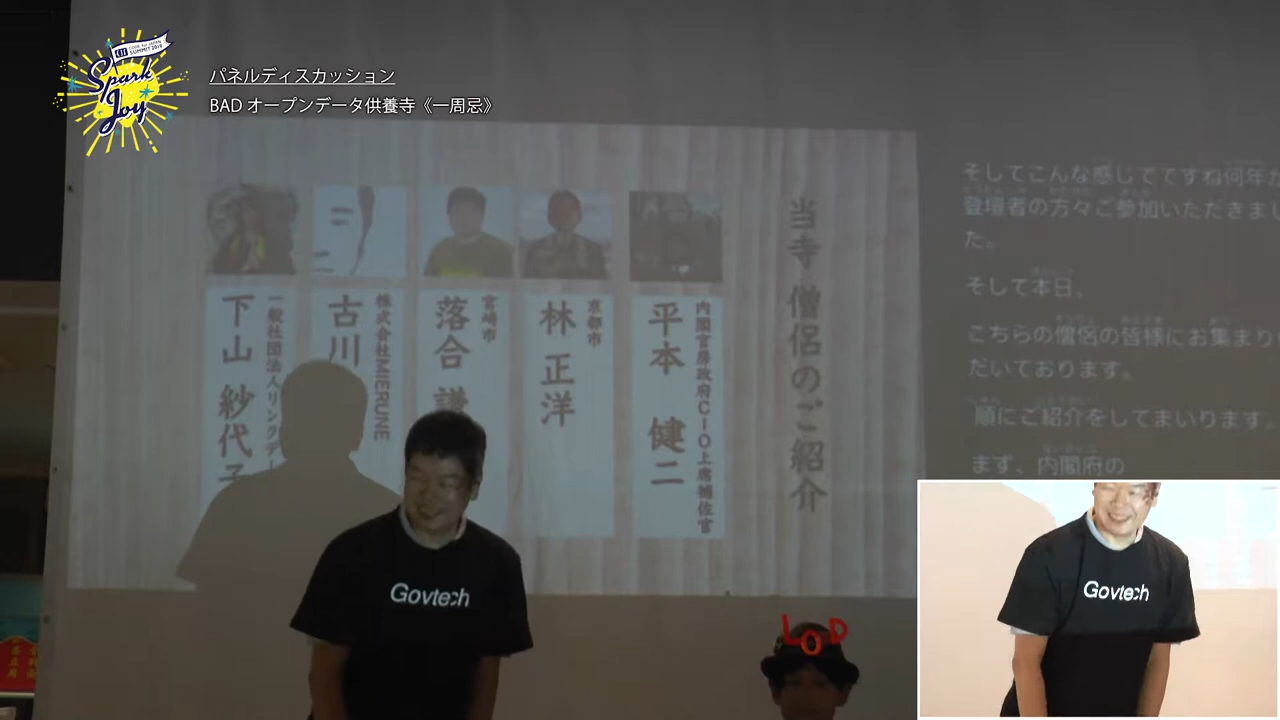 CODE for JAPAN
SUMMIT 2019
Spark
Joy
パネルディスカッション
BAD オープンデータ供養寺《一周忌》
当寺 僧侶のご紹介
内閣官房政府CIO上席補佐官
平本 健二
京都市
林 正洋
宮崎市
落合 謙
株式会社MIERUNE
古川
一般社団法人リンクデー
下山 紗代子
そしてこんな感じでですね何年か
登壇者の方々ご参加いただきまし
た。
そして本日、
こちらの僧侶の皆様にお集まり
だいております。
順にご紹介をしてまいります。
まず、内閣府の
Govtech
LOD
Govtech